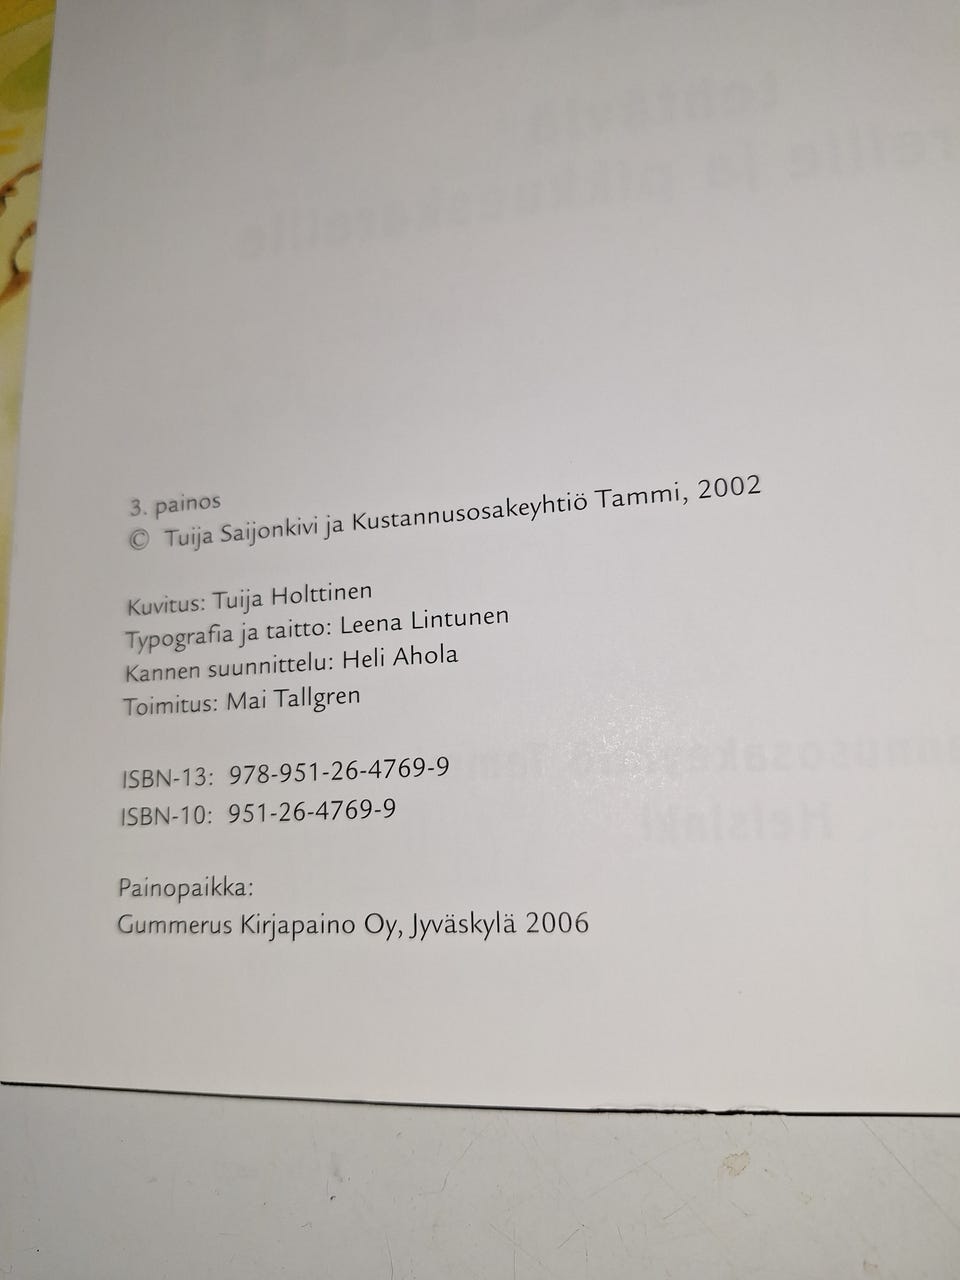 3. painos
© Tuija Saijonkivi ja Kustannusosakeyhtiö Tammi, 2002
Kuvitus: Tuija Holttinen
Typografia ja taitto: Leena Lintunen
Kannen suunnittelu: Heli Ahola
Toimitus: Mai Tallgren
ISBN-13: 978-951-26-4769-9
ISBN-10: 951-26-4769-9
Painopaikka:
Gummerus Kirjapaino Oy, Jyväskylä 2006